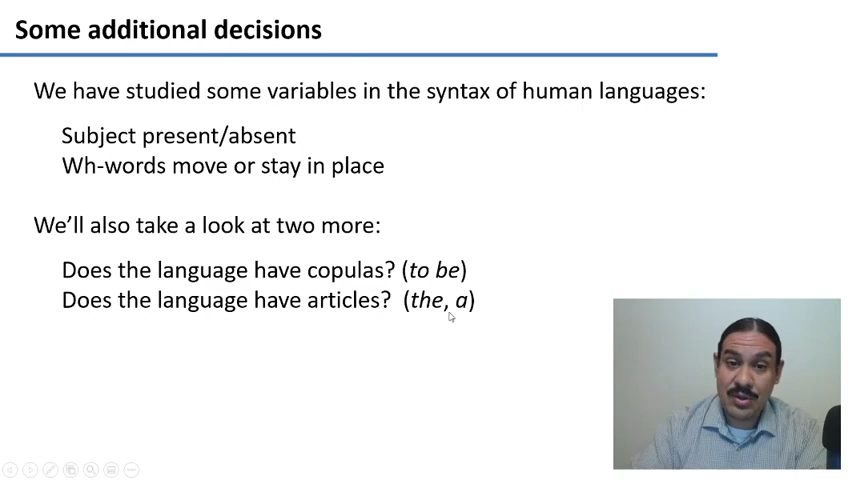 Some additional decisions
We have studied some variables in the syntax of human languages:
Subject present/absent
Wh-words move or stay in place
We’ll also take a look at two more:
Does the language have copulas? (to be)
Does the language have articles?  (the, a)